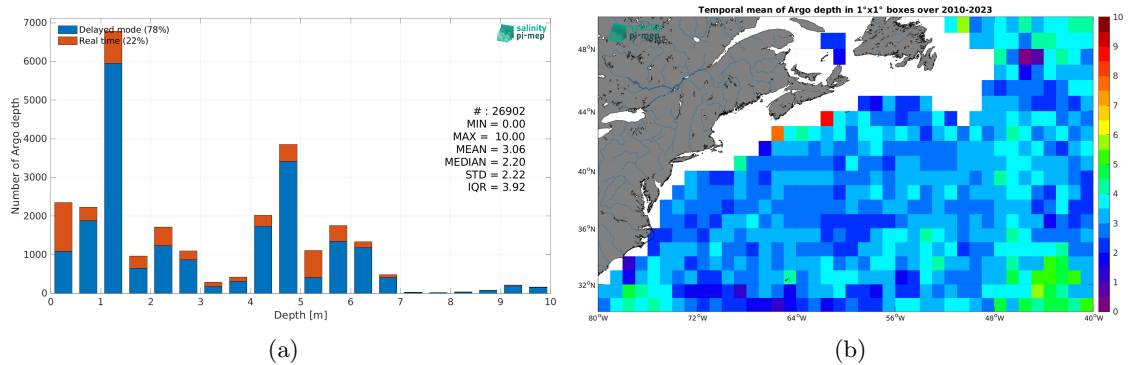 Delayed mode (78%)
Real time (22%)
salinity
pi-mep
7000
6000
5000
4000
3000
2000
1000
0
Number of Argo depth
# : 26902
MIN = 0.00
MAX = 10.00
MEAN = 3.06
MEDIAN = 2.20
STD = 2.22
IQR = 3.92
0 1 2 3 4 5 6 7 8 9 10
Depth [m]
(a)
Temporal mean of Argo depth in 1°x1° boxes over 2010-2023
salinity
pi-mep
48°N
44°N
40°N
36°N
32°N
80°W 72°W 64°W 56°W 48°W 40°W
10
9
8
7
6
5
4
3
2
1
0
(b)